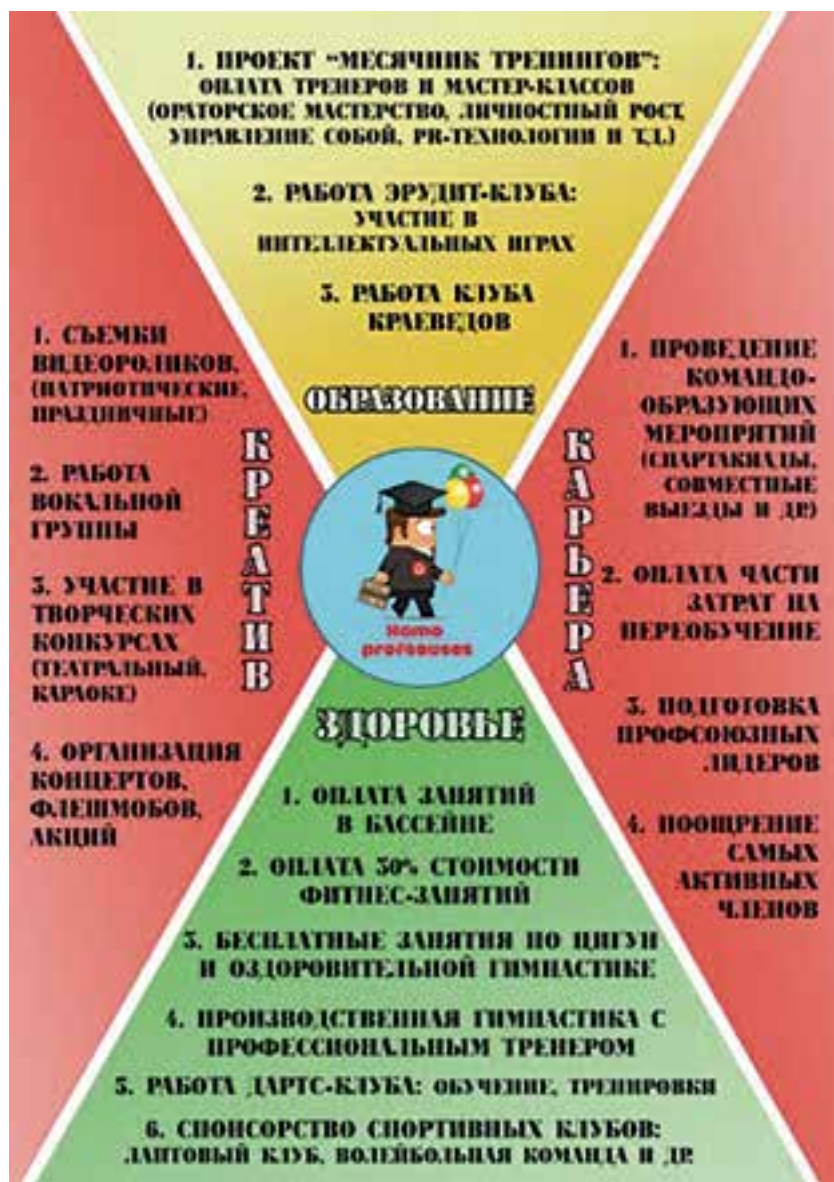 1. ПРОЕКТ “МЕСЯЧНИК ТРЕНИНГОВ”:
ОПЛАТА ТРЕНЕРОВ И МАСТЕР-КЛАССОВ
(ОРАТОРСКОЕ МАСТЕРСТВО, ЛИЧНОСТНЫЙ РОСТ,
УПРАВЛЕНИЕ СОБОЙ, PR-ТЕХНОЛОГИИ И Т.Д.)
2. РАБОТА ЭРУДИТ-КЛУБА:
УЧАСТИЕ В
ИНТЕЛЛЕКТУАЛЬНЫХ ИГРАХ
3. РАБОТА КЛУБА
КРАЕВЕДОВ
ОБРАЗОВАНИЕ
1. СЪЕМКИ
ВИДЕОРОЛИКОВ,
(ПАТРИОТИЧЕСКИЕ,
ПРАЗДНИЧНЫЕ)
2. РАБОТА
ВОКАЛЬНОЙ
ГРУППЫ
3. УЧАСТИЕ В
ТВОРЧЕСКИХ
КОНКУРСАХ
(ТЕАТРАЛЬНЫЙ,
КАРАОКЕ)
4. ОРГАНИЗАЦИЯ
КОНЦЕРТОВ,
ФЛЕШМОБОВ,
АКЦИЙ
КРЕАТИВ
Homo
profsouses
КАРЬЕРА
1. ПРОВЕДЕНИЕ
КОМАНДО-
ОБРАЗУЮЩИХ
МЕРОПРЯТИЙ
(СПАРТАКИАДЫ,
СОВМЕСТНЫЕ
ВЫЕЗДЫ И ДР.)
2. ОПЛАТА ЧАСТИ
ЗАТРАТ НА
ПЕРЕОБУЧЕНИЕ
3. ПОДГОТОВКА
ПРОФСОЮЗНЫХ
ЛИДЕРОВ
4. ПООЩРЕНИЕ
САМЫХ
АКТИВНЫХ
ЧЛЕНОВ
ЗДОРОВЬЕ
1. ОПЛАТА ЗАНЯТИЙ
В БАССЕЙНЕ
2. ОПЛАТА 50% СТОИМОСТИ
ФИТНЕС-ЗАНЯТИЙ
3. БЕСПЛАТНЫЕ ЗАНЯТИЯ ПО ЦИГУН
И ОЗДОРОВИТЕЛЬНОЙ ГИМНАСТИКЕ
4. ПРОИЗВОДСТВЕННАЯ ГИМНАСТИКА С
ПРОФЕССИОНАЛЬНЫМ ТРЕНЕРОМ
5. РАБОТА ДАРТС-КЛУБА: ОБУЧЕНИЕ, ТРЕНИРОВКИ
6. СПОНСОРСТВО СПОРТИВНЫХ КЛУБОВ:
ЛАПТОВЫЙ КЛУБ, ВОЛЕЙБОЛЬНАЯ КОМАНДА И ДР.